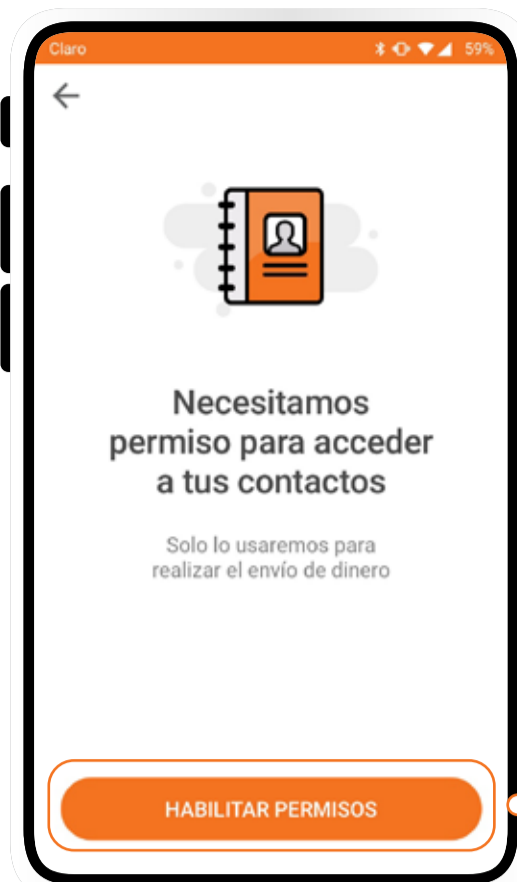 Claro 59%
Necesitamos
permiso para acceder
a tus contactos
Solo lo usaremos para
realizar el envío de dinero
HABILITAR PERMISOS